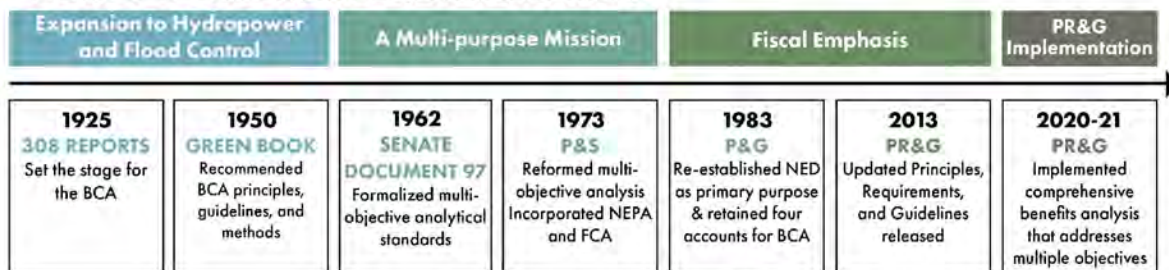 Expansion to Hydropower
and Flood Control
A Multi-purpose Mission
Fiscal Emphasis
PR&G
Implementation
1925
308 REPORTS
Set the stage for
the BCA
1950
GREEN BOOK
Recommended
BCA principles,
guidelines, and
methods
1962
SENATE
DOCUMENT 97
Formalized multi-
objective analytical
standards
1973
P&S
Reformed multi-
objective analysis
Incorporated NEPA
and FCA
1983
P&G
Re-established NED
as primary purpose
& retained four
accounts for BCA
2013
PR&G
Updated Principles,
Requirements,
and Guidelines
released
2020-21
PR&G
Implemented
comprehensive
benefits analysis
that addresses
multiple objectives